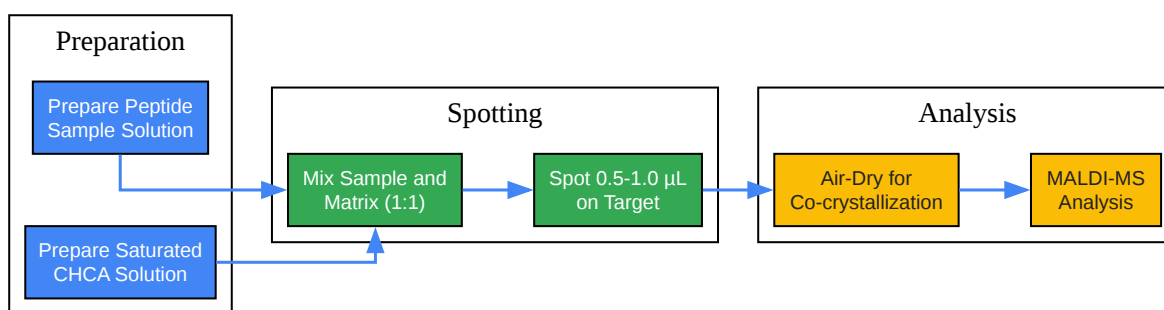 Preparation
Prepare Peptide
Sample Solution
Prepare Saturated
CHCA Solution
Spotting
Mix Sample and
Matrix (1:1)
Spot 0.5-1.0 µL
on Target
Analysis
Air-Dry for
Co-crystallization
MALDI-MS
Analysis